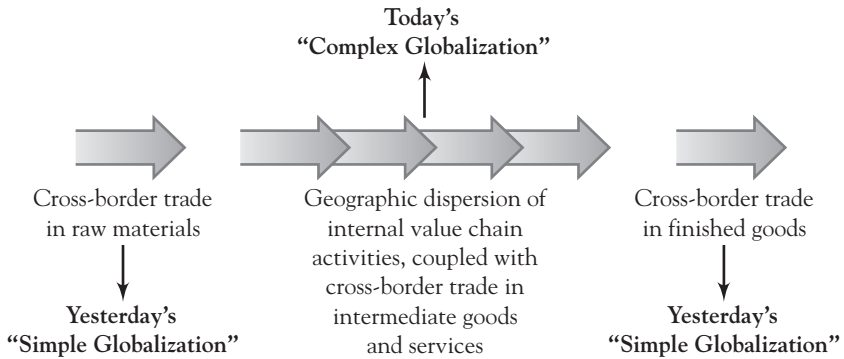 Today's
“Complex Globalization”
Cross-border trade
in raw materials
Yesterday's
“Simple Globalization”
Geographic dispersion of
internal value chain
activities, coupled with
cross-border trade in
intermediate goods
and services
Cross-border trade
in finished goods
Yesterday's
“Simple Globalization”